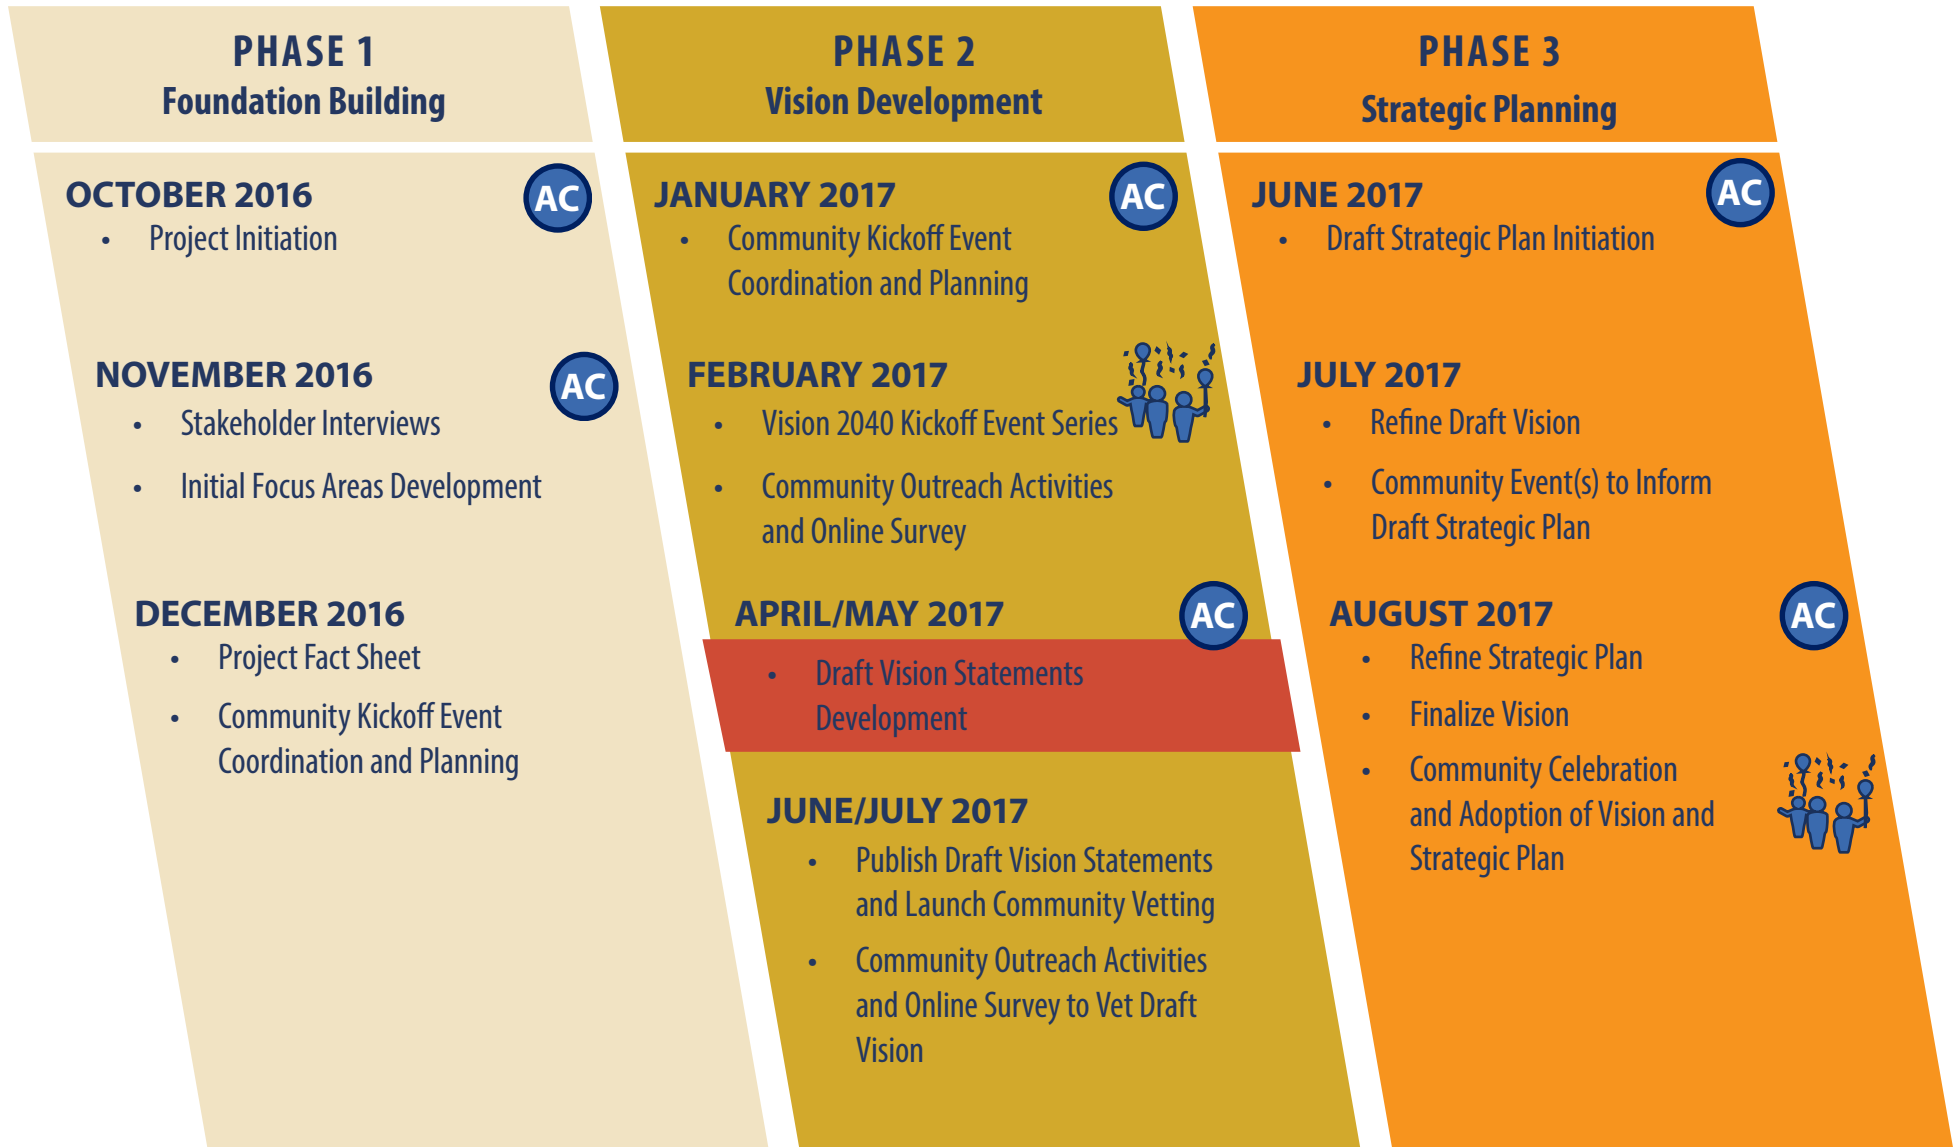 PHASE 1
Foundation Building
OCTOBER 2016
AC
• Project Initiation
NOVEMBER 2016
AC
• Stakeholder Interviews
• Initial Focus Areas Development
DECEMBER 2016
• Project Fact Sheet
• Community Kickoff Event
Coordination and Planning
PHASE 2
Vision Development
JANUARY 2017
AC
• Community Kickoff Event
Coordination and Planning
FEBRUARY 2017
• Vision 2040 Kickoff Event Series
• Community Outreach Activities
and Online Survey
APRIL/MAY 2017
AC
• Draft Vision Statements
Development
JUNE/JULY 2017
• Publish Draft Vision Statements
and Launch Community Vetting
• Community Outreach Activities
and Online Survey to Vet Draft
Vision
PHASE 3
Strategic Planning
JUNE 2017
AC
• Draft Strategic Plan Initiation
JULY 2017
• Refine Draft Vision
• Community Event(s) to Inform
Draft Strategic Plan
AUGUST 2017
AC
• Refine Strategic Plan
• Finalize Vision
• Community Celebration
and Adoption of Vision and
Strategic Plan